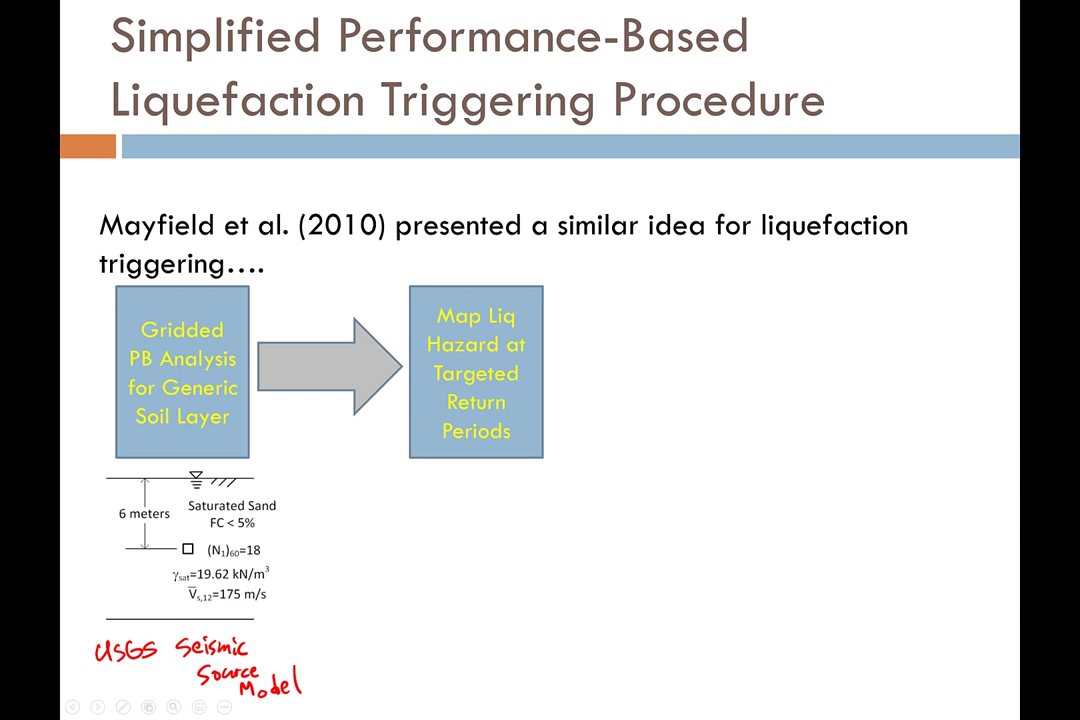 Simplified Performance-Based
Liquefaction Triggering Procedure
Mayfield et al. (2010) presented a similar idea for liquefaction
triggering….
Gridded
PB Analysis
for Generic
Soil Layer
Map Liq
Hazard at
Targeted
Return
Periods
6 meters
Saturated Sand
FC < 5%
(N₁)₆₀=18
γsat=19.62 kN/m³
V̅s,12=175 m/s
USGS Seismic
Source
Model